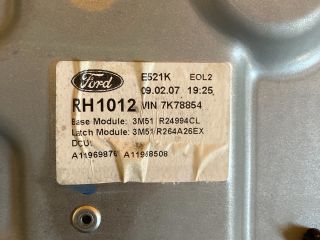 Ford
E521K EOL2
09.02.07 19:25
RH1012 VIN 7K78854
Base Module: 3M51 R24994CL
Latch Module: 3M51 R264A26EX
DCU:
A11969876 A11968508